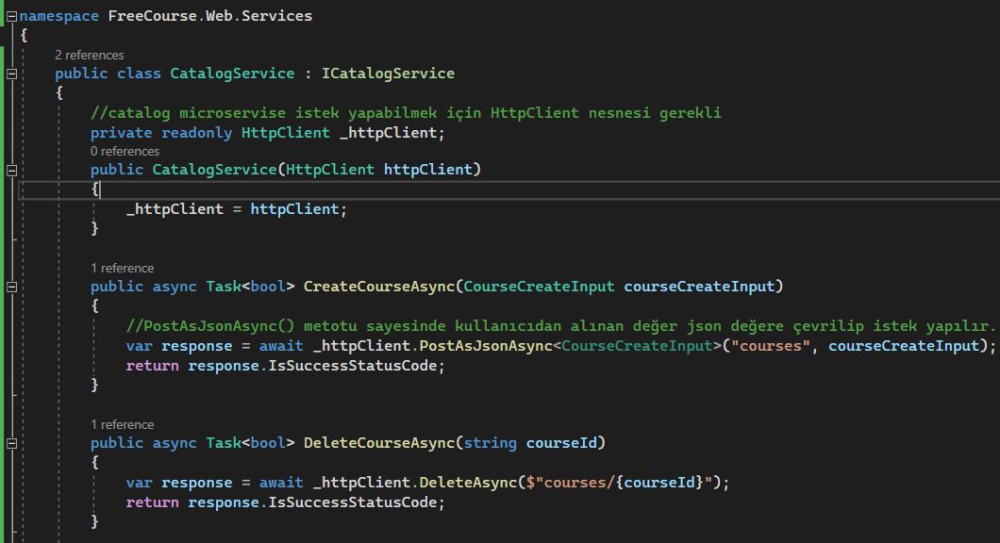 namespace FreeCourse.Web.Services
{
2 references
public class CatalogService : ICatalogService
{
//catalog microservise istek yapabilmek için HttpClient nesnesi gerekli
private readonly HttpClient _httpClient;
0 references
public CatalogService(HttpClient httpClient)
{
_httpClient = httpClient;
}
1 reference
public async Task<bool> CreateCourseAsync(CourseCreateInput courseCreateInput)
{
//PostAsJsonAsync() metotu sayesinde kullanıcıdan alınan değer json değere çevrilip istek yapılır.
var response = await _httpClient.PostAsJsonAsync<CourseCreateInput>("courses", courseCreateInput);
return response.IsSuccessStatusCode;
}
1 reference
public async Task<bool> DeleteCourseAsync(string courseId)
{
var response = await _httpClient.DeleteAsync($"courses/{courseId}");
return response.IsSuccessStatusCode;
}